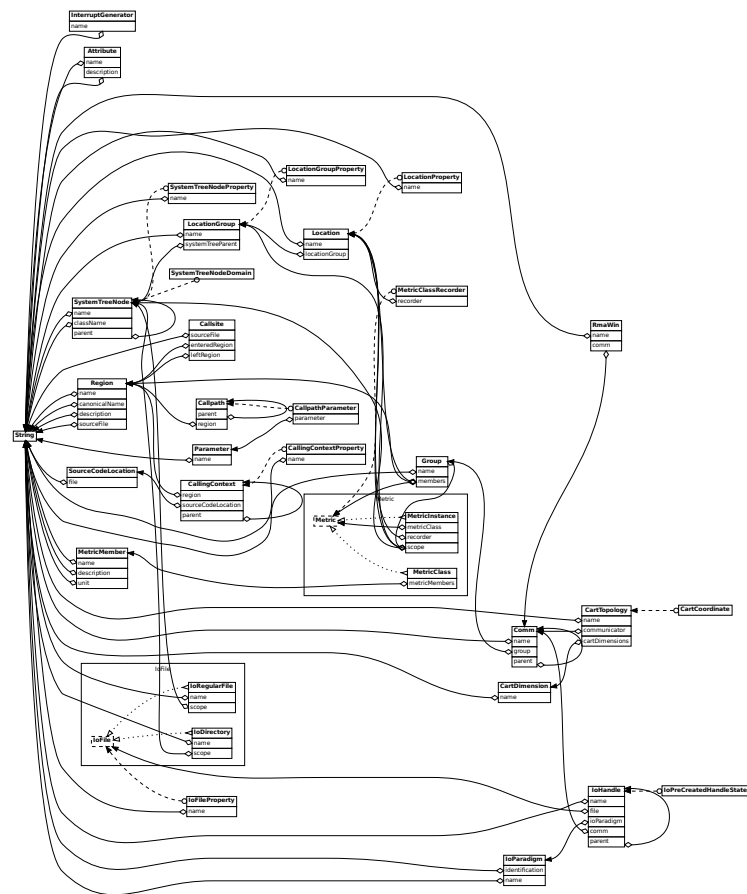 InterruptGenerator
name
Attribute
name
description
LocationGroupProperty
name
LocationProperty
name
SystemTreeNodeProperty
name
LocationGroup
name
systemTreeParent
Location
name
locationGroup
SystemTreeNodeDomain
MetricClassRecorder
recorder
SystemTreeNode
name
className
parent
Callsite
sourceFile
enteredRegion
leftRegion
RmaWin
name
comm
Region
name
canonicalName
description
sourceFile
Callpath
parent
region
CallpathParameter
parameter
String
Parameter
name
CallingContextProperty
name
Group
name
members
SourceCodeLocation
file
CallingContext
region
sourceCodeLocation
parent
Metric
Metric
MetricInstance
metricClass
recorder
scope
MetricMember
name
description
unit
MetricClass
metricMembers
CartTopology
name
communicator
cartDimensions
CartCoordinate
Comm
name
group
parent
IoFile
IoRegularFile
name
scope
CartDimension
name
IoFile
IoDirectory
name
scope
IoFileProperty
name
IoHandle
name
file
ioParadigm
comm
parent
IoPreCreatedHandleState
IoParadigm
identification
name